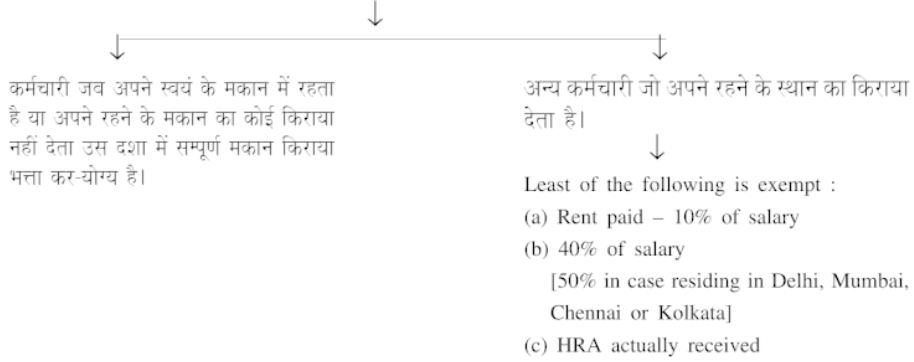 कर्मचारी जब अपने स्वयं के मकान में रहता
है या अपने रहने के मकान का कोई किराया
नहीं देता उस दशा में सम्पूर्ण मकान किराया
भत्ता कर-योग्य है।
अन्य कर्मचारी जो अपने रहने के स्थान का किराया
देता है।
Least of the following is exempt :
(a) Rent paid – 10% of salary
(b) 40% of salary
[50% in case residing in Delhi, Mumbai,
Chennai or Kolkata]
(c) HRA actually received